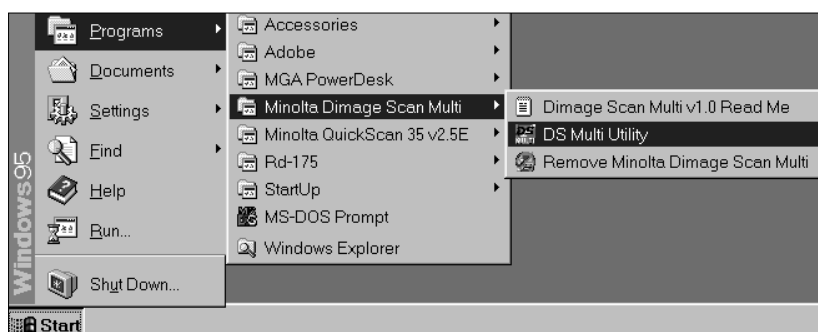 Windows95
Programs
Documents
Settings
Find
Help
Run...
Shut Down...
Start
Accessories
Adobe
MGA PowerDesk
Minolta Dimage Scan Multi
Minolta QuickScan 35 v2.5E
Rd-175
StartUp
MS-DOS Prompt
Windows Explorer
Dimage Scan Multi v1.0 Read Me
DS Multi Utility
Remove Minolta Dimage Scan Multi